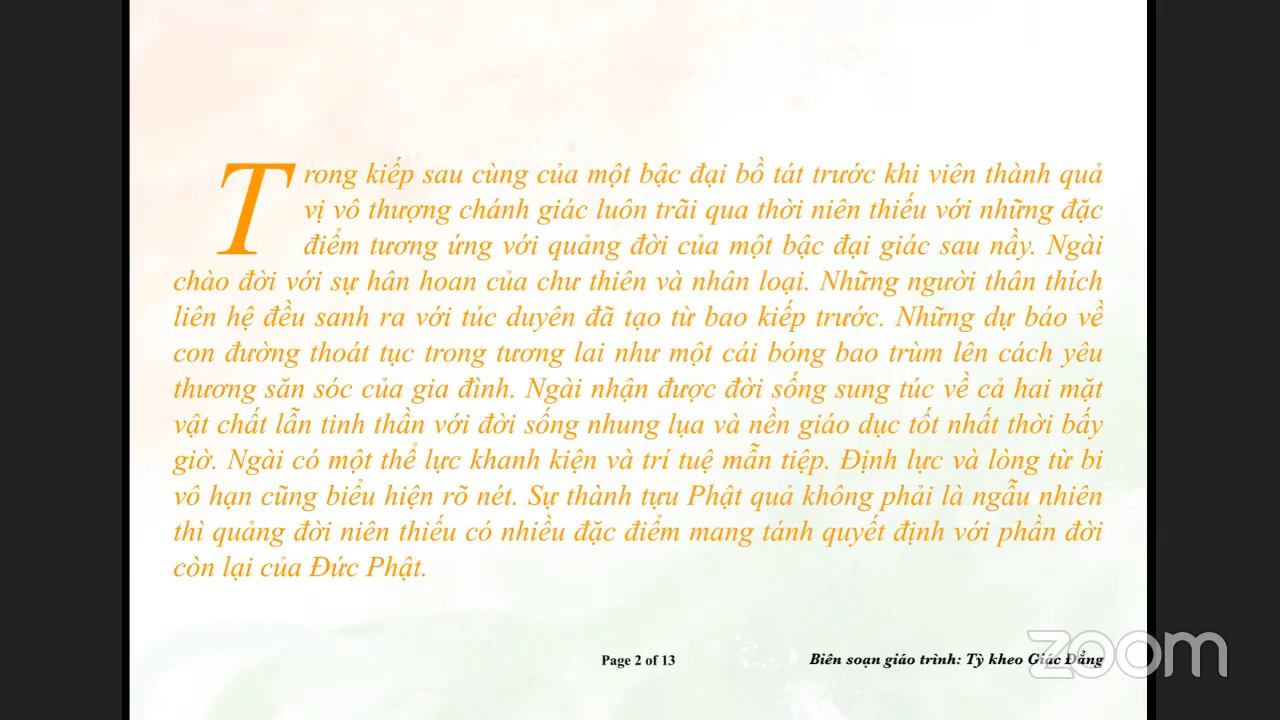 Trong kiếp sau cùng của một bậc đại bồ tát trước khi viên thành quả
vị vô thượng chánh giác luôn trãi qua thời niên thiếu với những đặc
điểm tương ứng với quảng đời của một bậc đại giác sau nầy. Ngài
chào đời với sự hân hoan của chư thiên và nhân loại. Những người thân thích
liên hệ đều sanh ra với túc duyên đã tạo từ bao kiếp trước. Những dự báo về
con đường thoát tục trong tương lai như một cái bóng bao trùm lên cách yêu
thương săn sóc của gia đình. Ngài nhận được đời sống sung túc về cả hai mặt
vật chất lẫn tinh thần với đời sống nhung lụa và nền giáo dục tốt nhất thời bấy
giờ. Ngài có một thể lực khanh kiện và trí tuệ mẫn tiệp. Định lực và lòng từ bi
vô hạn cũng biểu hiện rõ nét. Sự thành tựu Phật quả không phải là ngẫu nhiên
thì quảng đời niên thiếu có nhiều đặc điểm mang tánh quyết định với phần đời
còn lại của Đức Phật.
Page 2 of 13
Biên soạn giáo trình: Tỳ kheo Giác Đẳng
zoom